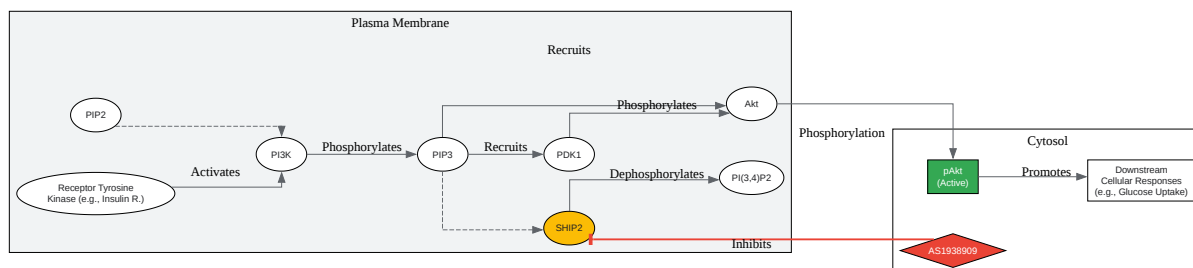 Plasma Membrane
Recruits
PIP2
Phosphorylates
Akt
Phosphorylation
Cytosol
PI3K
Phosphorylates
PIP3
Recruits
PDK1
Activates
Receptor Tyrosine
Kinase (e.g., Insulin R.)
Dephosphorylates
PI(3,4)P2
pAkt
(Active)
Promotes
Downstream
Cellular Responses
(e.g., Glucose Uptake)
SHIP2
Inhibits
AS1938909